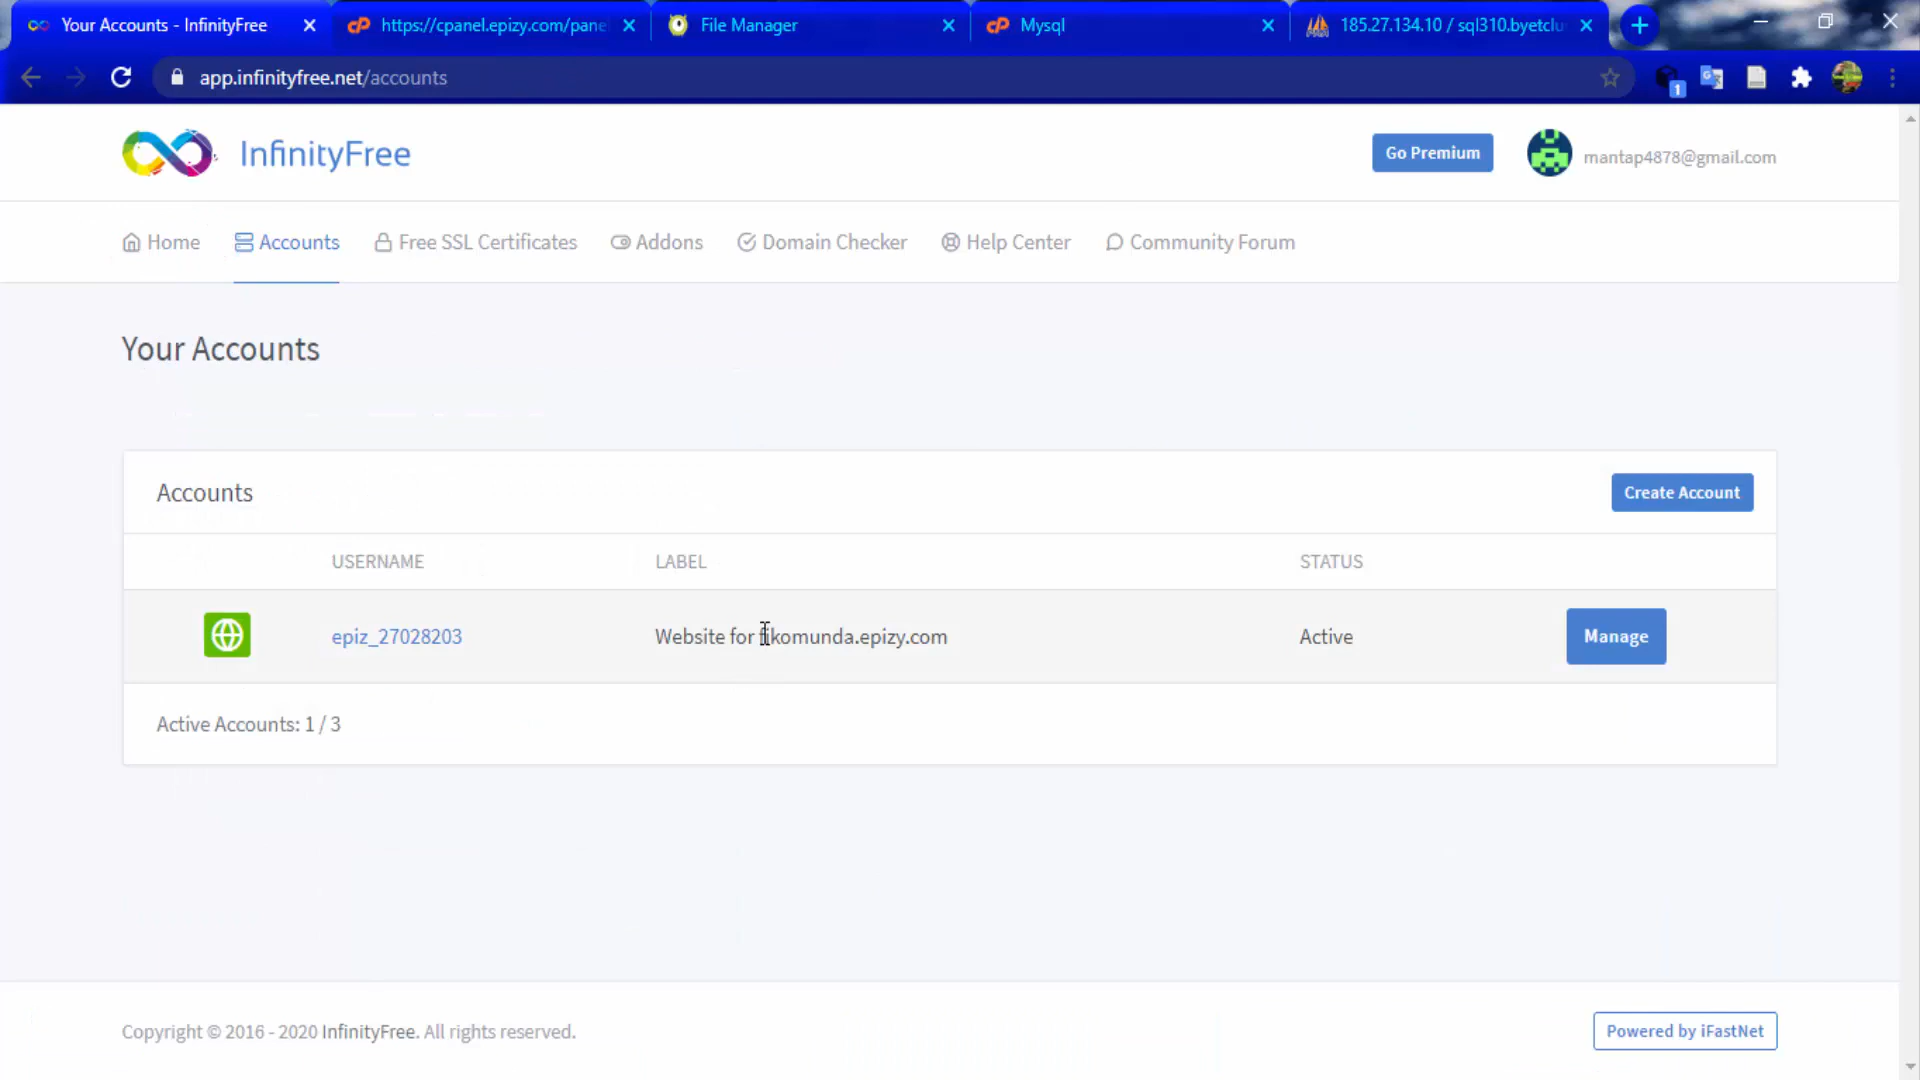 Your Accounts - InfinityFree
https://cpanel.epizy.com/pane
File Manager
Mysql
185.27.134.10 / sql310.byetclu
app.infinityfree.net/accounts
1
InfinityFree
Go Premium
mantap4878@gmail.com
Home
Accounts
Free SSL Certificates
Addons
Domain Checker
Help Center
Community Forum
Your Accounts
Accounts
Create Account
USERNAME
LABEL
STATUS
epiz_27028203
Website for fikomunda.epizy.com
Active
Manage
Active Accounts: 1 / 3
Copyright © 2016 - 2020 InfinityFree. All rights reserved.
Powered by iFastNet